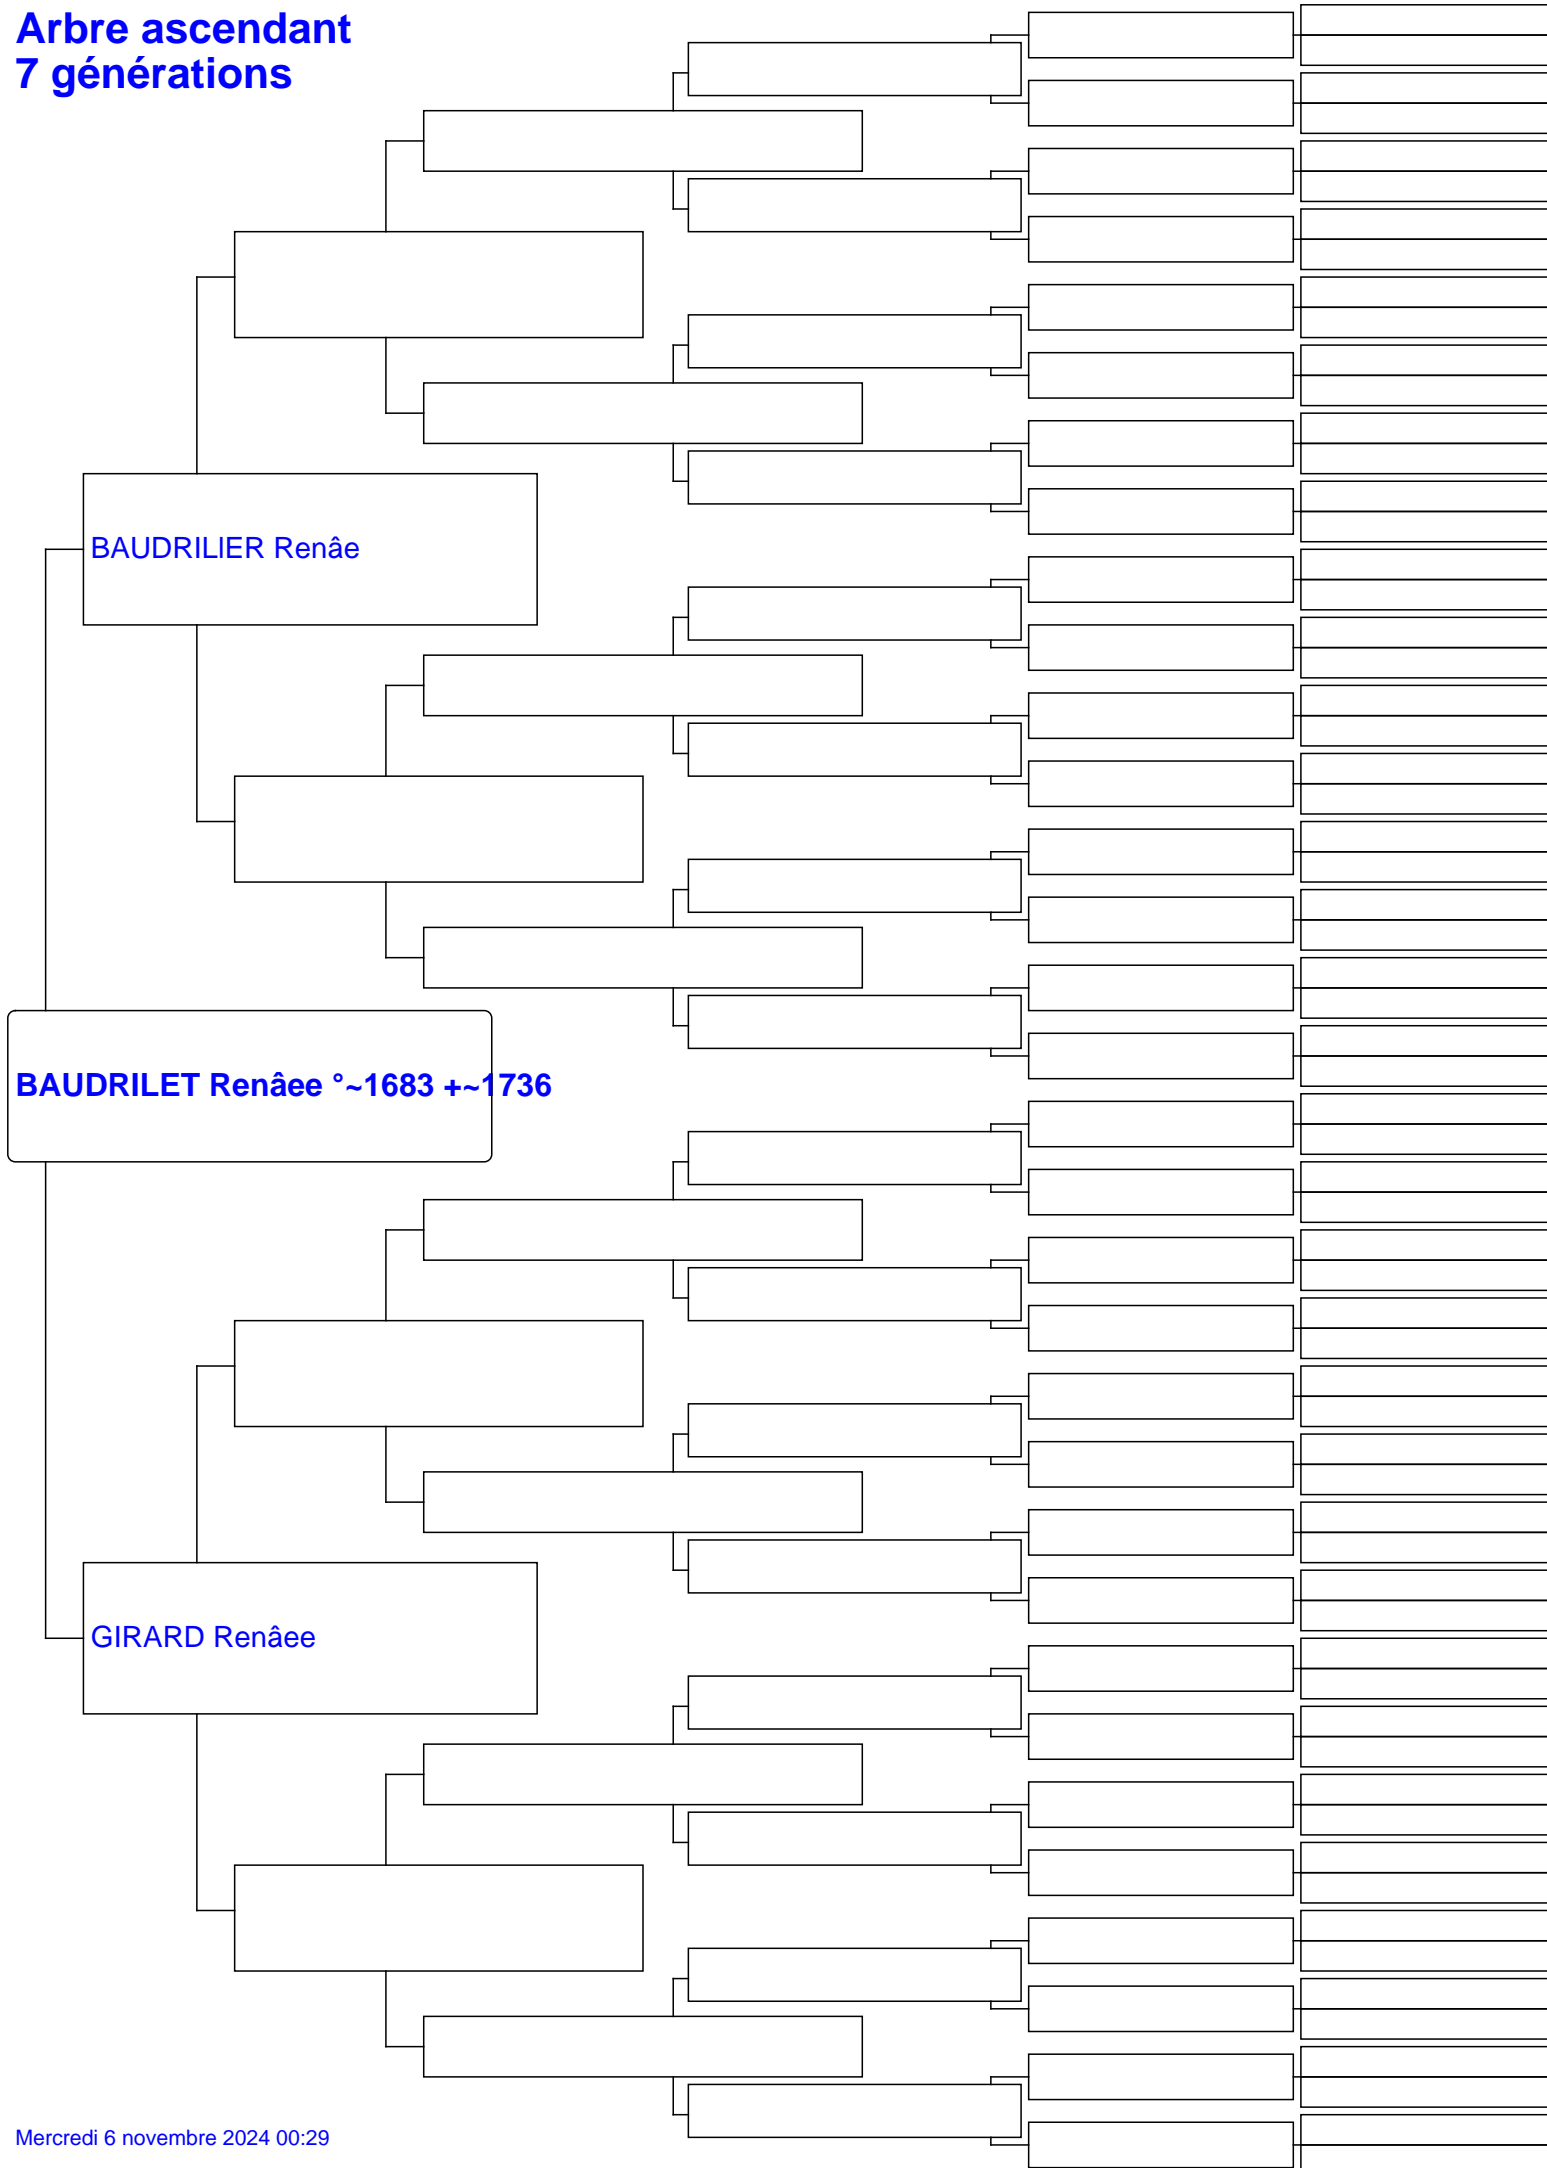 Arbre ascendant
7 générations
BAUDRILIER Renâe
BAUDRILET Renâee °~1683 +~1736
GIRARD Renâee
Mercredi 6 novembre 2024 00:29